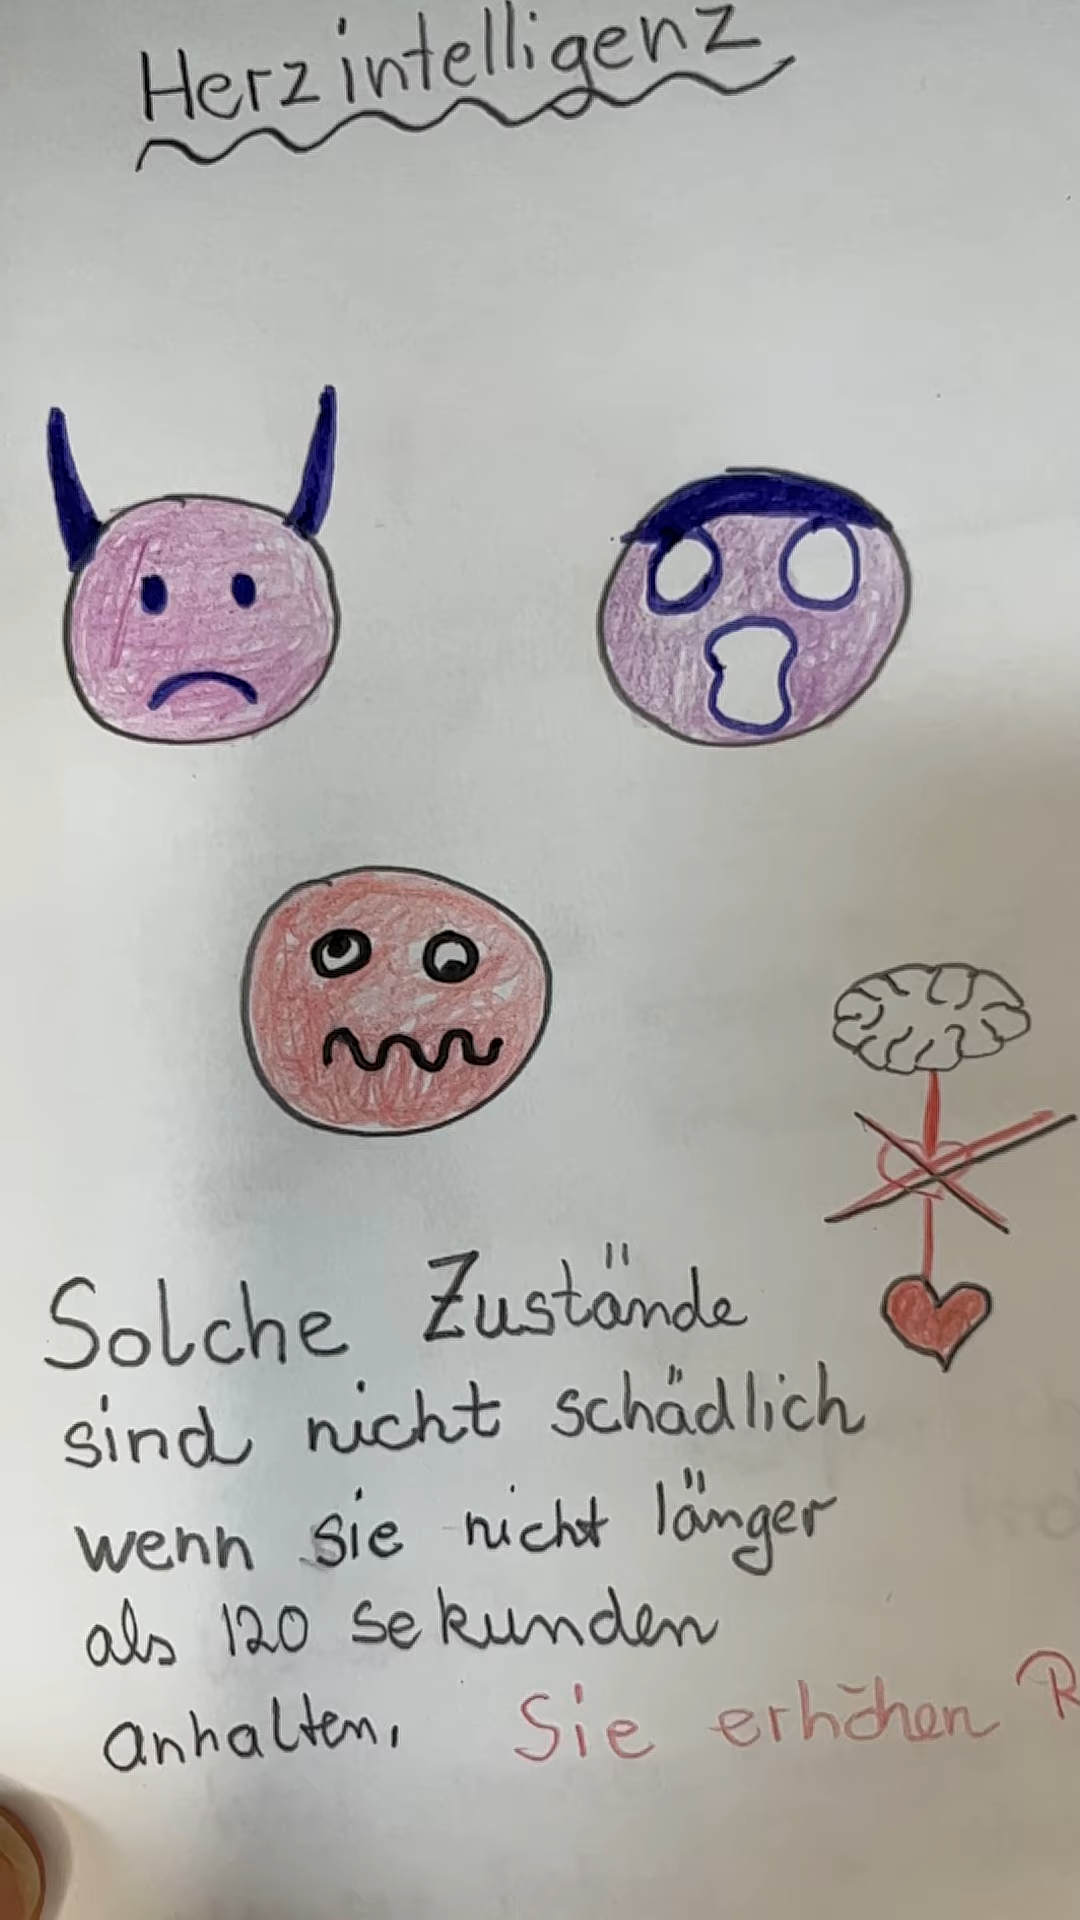 Herzintelligenz
Solche Zustände
sind nicht schädlich
wenn sie nicht länger
als 120 Sekunden
anhalten, Sie erhöhen